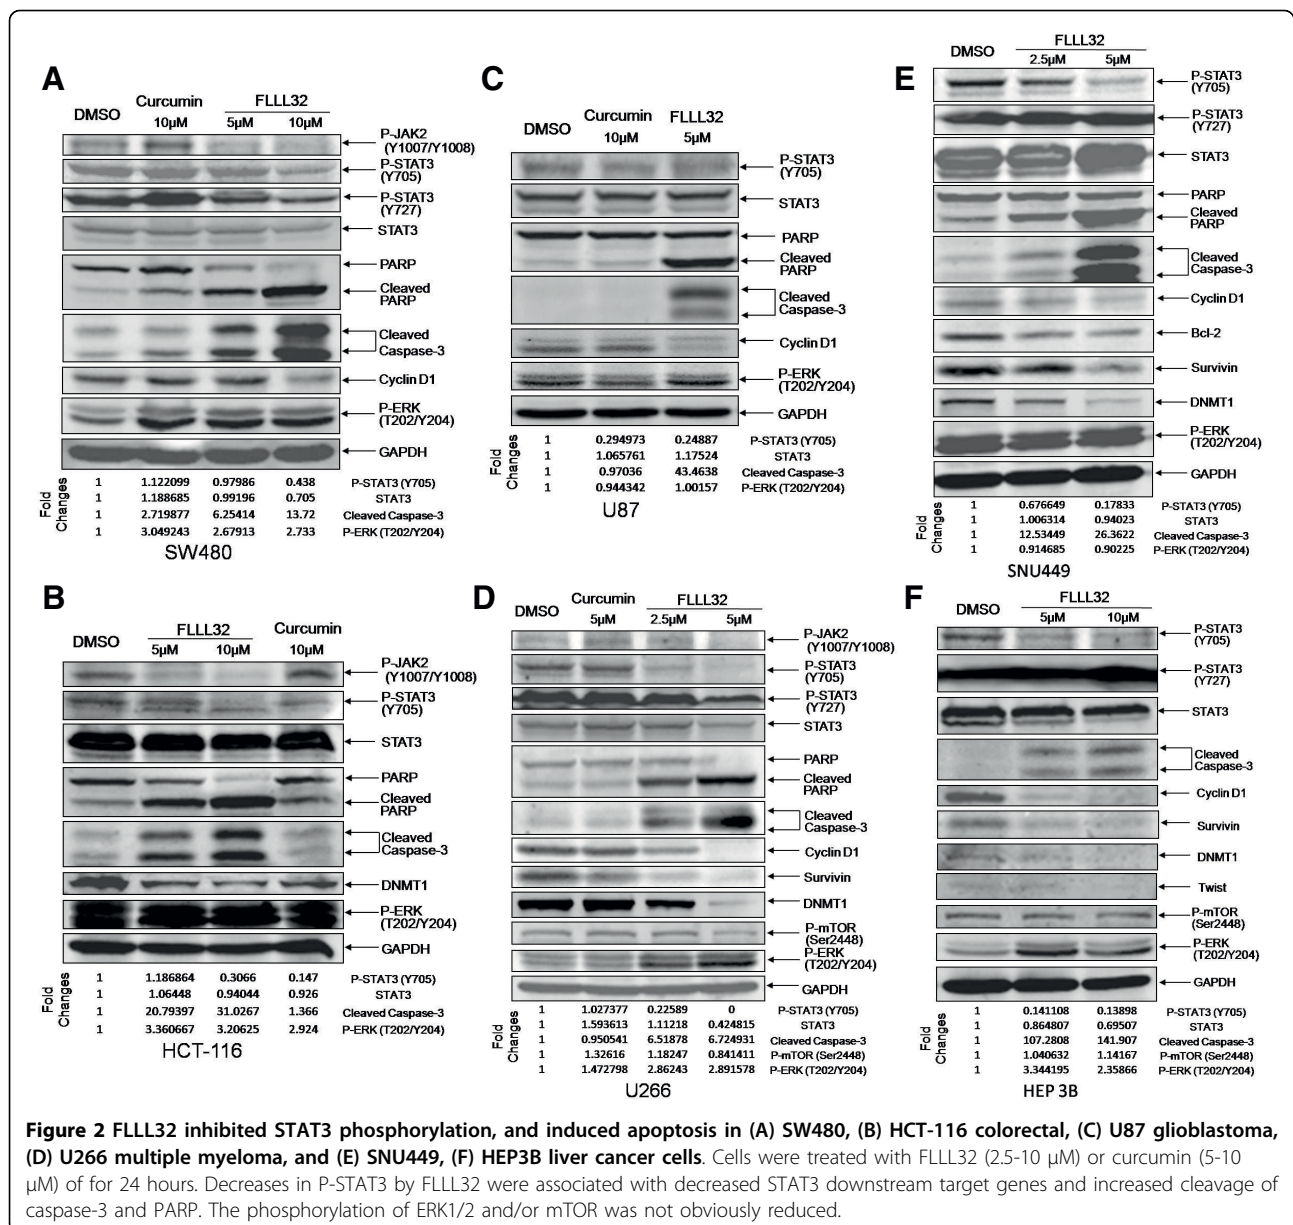 A
DMSO
Curcumin
10µM
FLLL32
5µM 10µM
P-JAK2
(Y1007/Y1008)
P-STAT3
(Y705)
P-STAT3
(Y727)
STAT3
PARP
Cleaved
PARP
Cleaved
Caspase-3
Cyclin D1
P-ERK
(T202/Y204)
GAPDH
Fold
Changes
1 1.122099 0.97986 0.438 P-STAT3 (Y705)
1 1.188685 0.99196 0.705 STAT3
1 2.719877 6.25414 13.72 Cleaved Caspase-3
1 3.049243 2.67913 2.733 P-ERK (T202/Y204)
SW480
B
DMSO
FLLL32
5µM 10µM
Curcumin
10µM
P-JAK2
(Y1007/Y1008)
P-STAT3
(Y705)
STAT3
PARP
Cleaved
PARP
Cleaved
Caspase-3
DNMT1
P-ERK
(T202/Y204)
GAPDH
Fold
Changes
1 1.186864 0.3066 0.147 P-STAT3 (Y705)
1 1.06448 0.94044 0.926 STAT3
1 20.79397 31.0267 1.366 Cleaved Caspase-3
1 3.360667 3.20625 2.924 P-ERK (T202/Y204)
HCT-116
C
DMSO
Curcumin
10µM
FLLL32
5µM
P-STAT3
(Y705)
STAT3
PARP
Cleaved
PARP
Cleaved
Caspase-3
Cyclin D1
P-ERK
(T202/Y204)
GAPDH
Fold
Changes
1 0.294973 0.24887 P-STAT3 (Y705)
1 1.065761 1.17524 STAT3
1 0.97036 43.4638 Cleaved Caspase-3
1 0.944342 1.00157 P-ERK (T202/Y204)
U87
D
DMSO
Curcumin
5µM
FLLL32
2.5µM 5µM
P-JAK2
(Y1007/Y1008)
P-STAT3
(Y705)
P-STAT3
(Y727)
STAT3
PARP
Cleaved
PARP
Cleaved
Caspase-3
Cyclin D1
Survivin
DNMT1
P-mTOR
(Ser2448)
P-ERK
(T202/Y204)
GAPDH
Fold
Changes
1 1.027377 0.22589 0 P-STAT3 (Y705)
1 1.593613 1.12118 0.424815 STAT3
1 0.950541 6.51878 6.724931 Cleaved Caspase-3
1 1.32616 1.18247 0.841411 P-mTOR (Ser2448)
1 1.472798 2.86243 2.891578 P-ERK (T202/Y204)
U266
E
DMSO
FLLL32
2.5µM 5µM
P-STAT3
(Y705)
P-STAT3
(Y727)
STAT3
PARP
Cleaved
PARP
Cleaved
Caspase-3
Cyclin D1
Bcl-2
Survivin
DNMT1
P-ERK
(T202/Y204)
GAPDH
Fold
Changes
1 0.676649 0.17833 P-STAT3 (Y705)
1 1.006314 0.94023 STAT3
1 12.53449 26.3622 Cleaved Caspase-3
1 0.914685 0.90225 P-ERK (T202/Y204)
SNU449
F
DMSO
FLLL32
5µM 10µM
P-STAT3
(Y705)
P-STAT3
(Y727)
STAT3
Cleaved
Caspase-3
Cyclin D1
Survivin
DNMT1
Twist
P-mTOR
(Ser2448)
P-ERK
(T202/Y204)
GAPDH
Fold
Changes
1 0.141108 0.13898 P-STAT3 (Y705)
1 0.864807 0.69507 STAT3
1 107.2808 141.907 Cleaved Caspase-3
1 1.040632 1.14167 P-mTOR (Ser2448)
1 3.344195 2.35866 P-ERK (T202/Y204)
HEP 3B
Figure 2 FLLL32 inhibited STAT3 phosphorylation, and induced apoptosis in (A) SW480, (B) HCT-116 colorectal, (C) U87 glioblastoma,
(D) U266 multiple myeloma, and (E) SNU449, (F) HEP3B liver cancer cells. Cells were treated with FLLL32 (2.5-10 µM) or curcumin (5-10
µM) of for 24 hours. Decreases in P-STAT3 by FLLL32 were associated with decreased STAT3 downstream target genes and increased cleavage of
caspase-3 and PARP. The phosphorylation of ERK1/2 and/or mTOR was not obviously reduced.